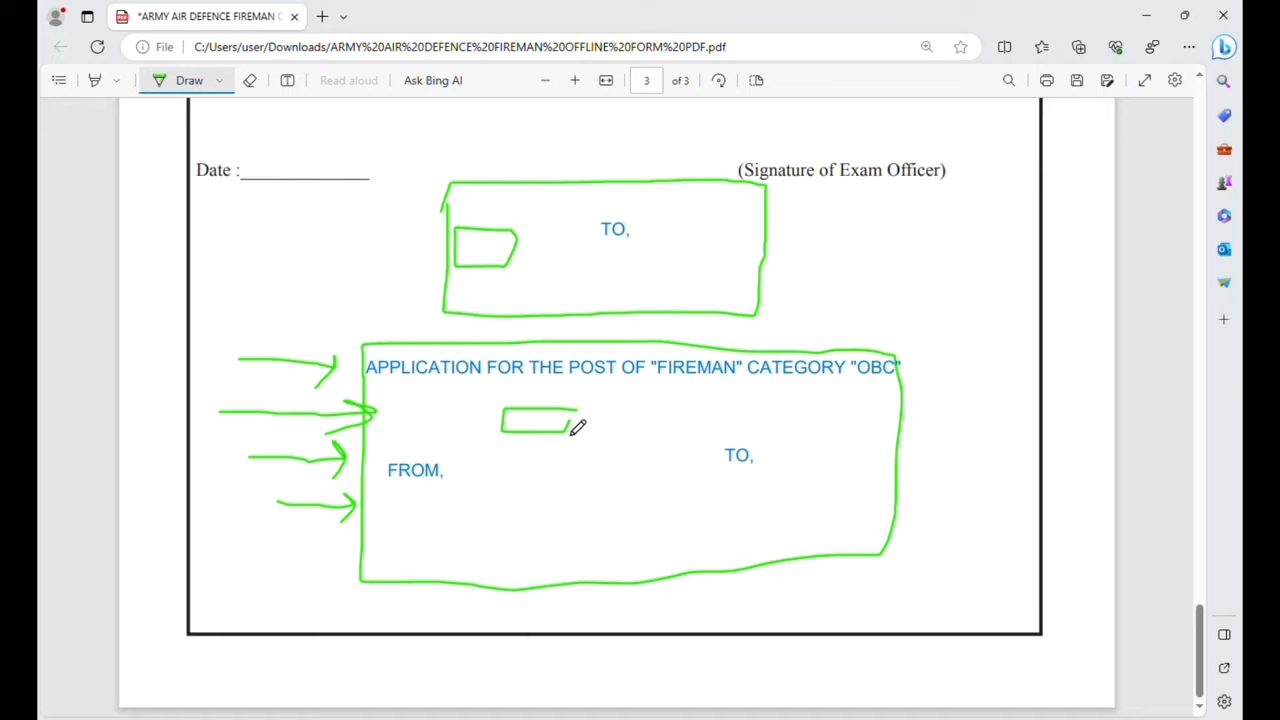 *ARMY AIR DEFENCE FIREMAN O
File
C:/Users/user/Downloads/ARMY%20AIR%20DEFENCE%20FIREMAN%20OFFLINE%20FORM%20PDF.pdf
Draw
Read aloud
Ask Bing AI
3
of 3
Date :______________
(Signature of Exam Officer)
TO,
APPLICATION FOR THE POST OF "FIREMAN" CATEGORY "OBC"
TO,
FROM,